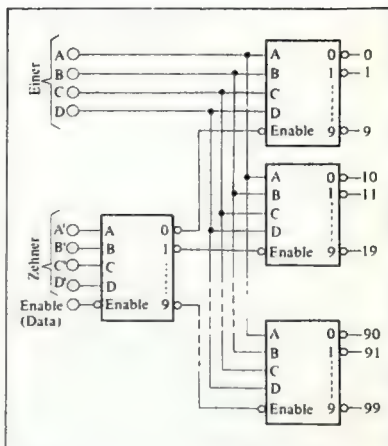 Einer
A
B
C
D
A 0 0
B 1 1
C
D
Enable 9 9
A 0 10
B 1 11
C
D
Enable 9 19
Zehner
A' A 0
B' B 1
C' C
D' D
Enable Enable 9
(Data)
A 0 90
B 1 91
C
D
Enable 9 99